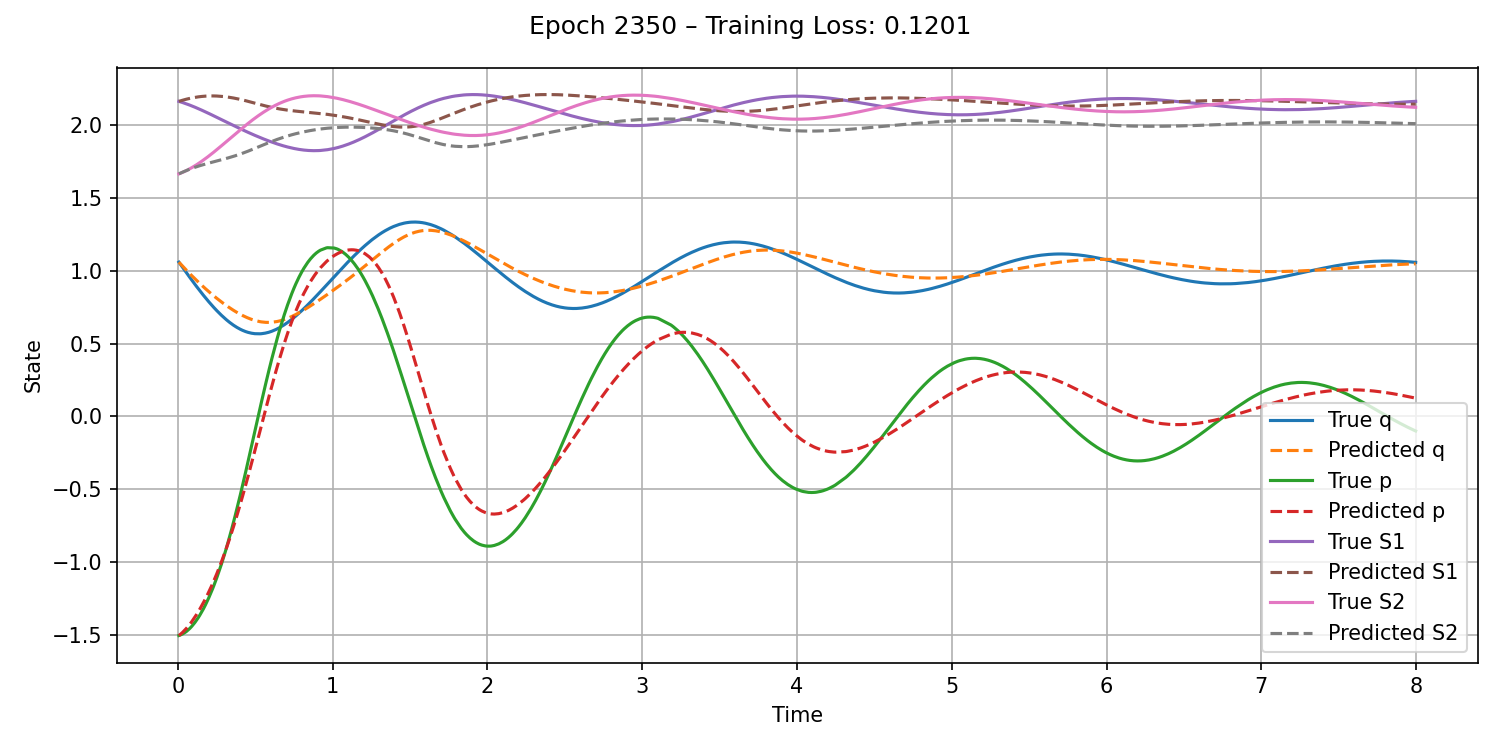 Epoch 2350 – Training Loss: 0.1201
State
2.0
1.5
1.0
0.5
0.0
−0.5
−1.0
−1.5
True q
Predicted q
True p
Predicted p
True S1
Predicted S1
True S2
Predicted S2
0 1 2 3 4 5 6 7 8
Time